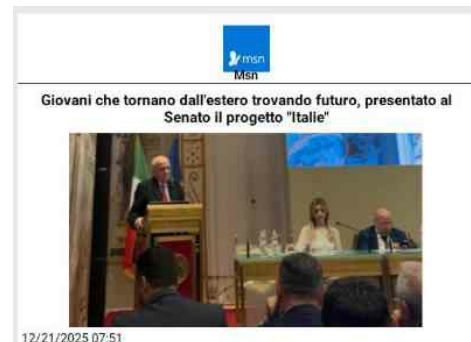 msn
Msn
Giovani che tornano dall'estero trovando futuro, presentato al
Senato il progetto "Italie"
12/21/2025 07:51